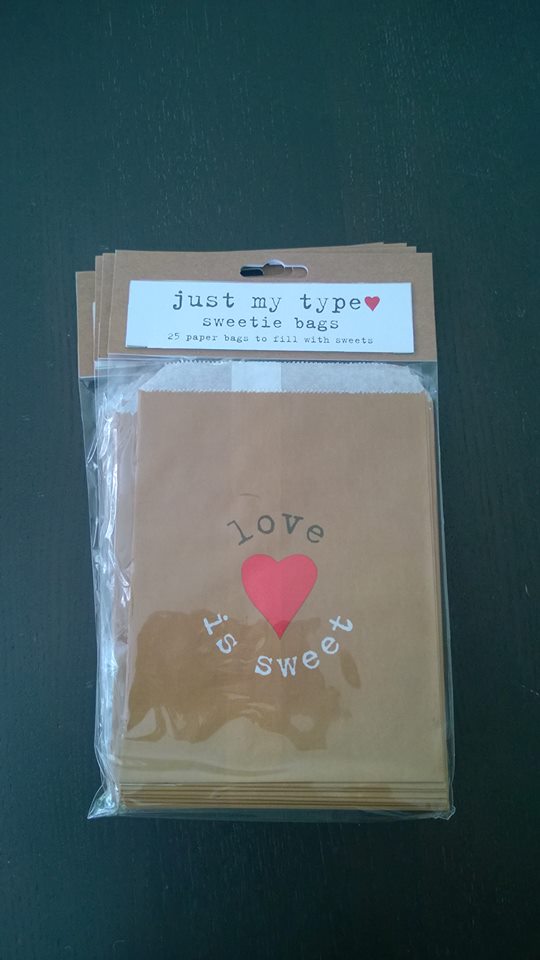 just my type
sweetie bags
25 paper bags to fill with sweets
love
is sweet